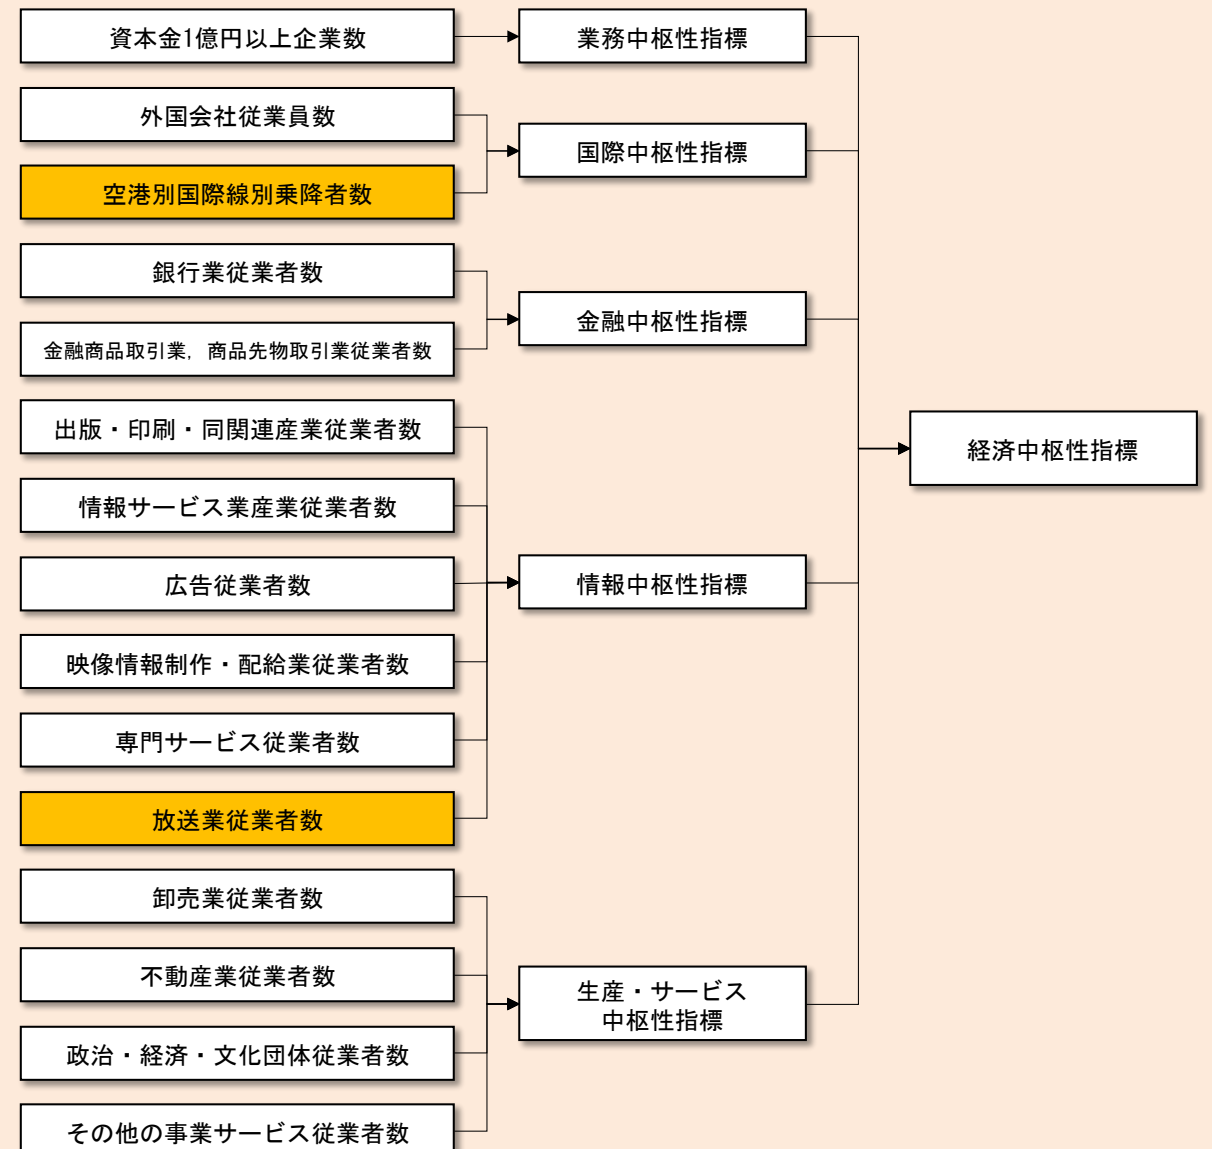 資本金1億円以上企業数
業務中枢性指標
外国会社従業員数
国際中枢性指標
空港別国際線別乗降者数
銀行業従業者数
金融中枢性指標
金融商品取引業，商品先物取引業従業者数
出版・印刷・同関連産業従業者数
経済中枢性指標
情報サービス業産業従業者数
広告従業者数
情報中枢性指標
映像情報制作・配給業従業者数
専門サービス従業者数
放送業従業者数
卸売業従業者数
不動産業従業者数
生産・サービス
中枢性指標
政治・経済・文化団体従業者数
その他の事業サービス従業者数